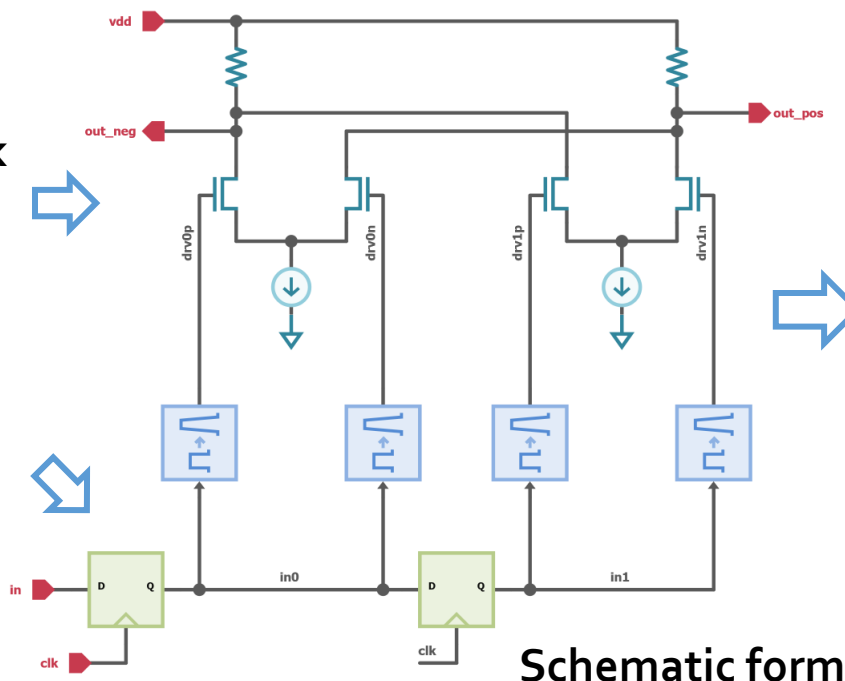 vdd
out_pos
out_neg
k
drv0p
drv0n
drv1p
drv1n
in
D
Q
in0
D
Q
in1
clk
clk
Schematic form